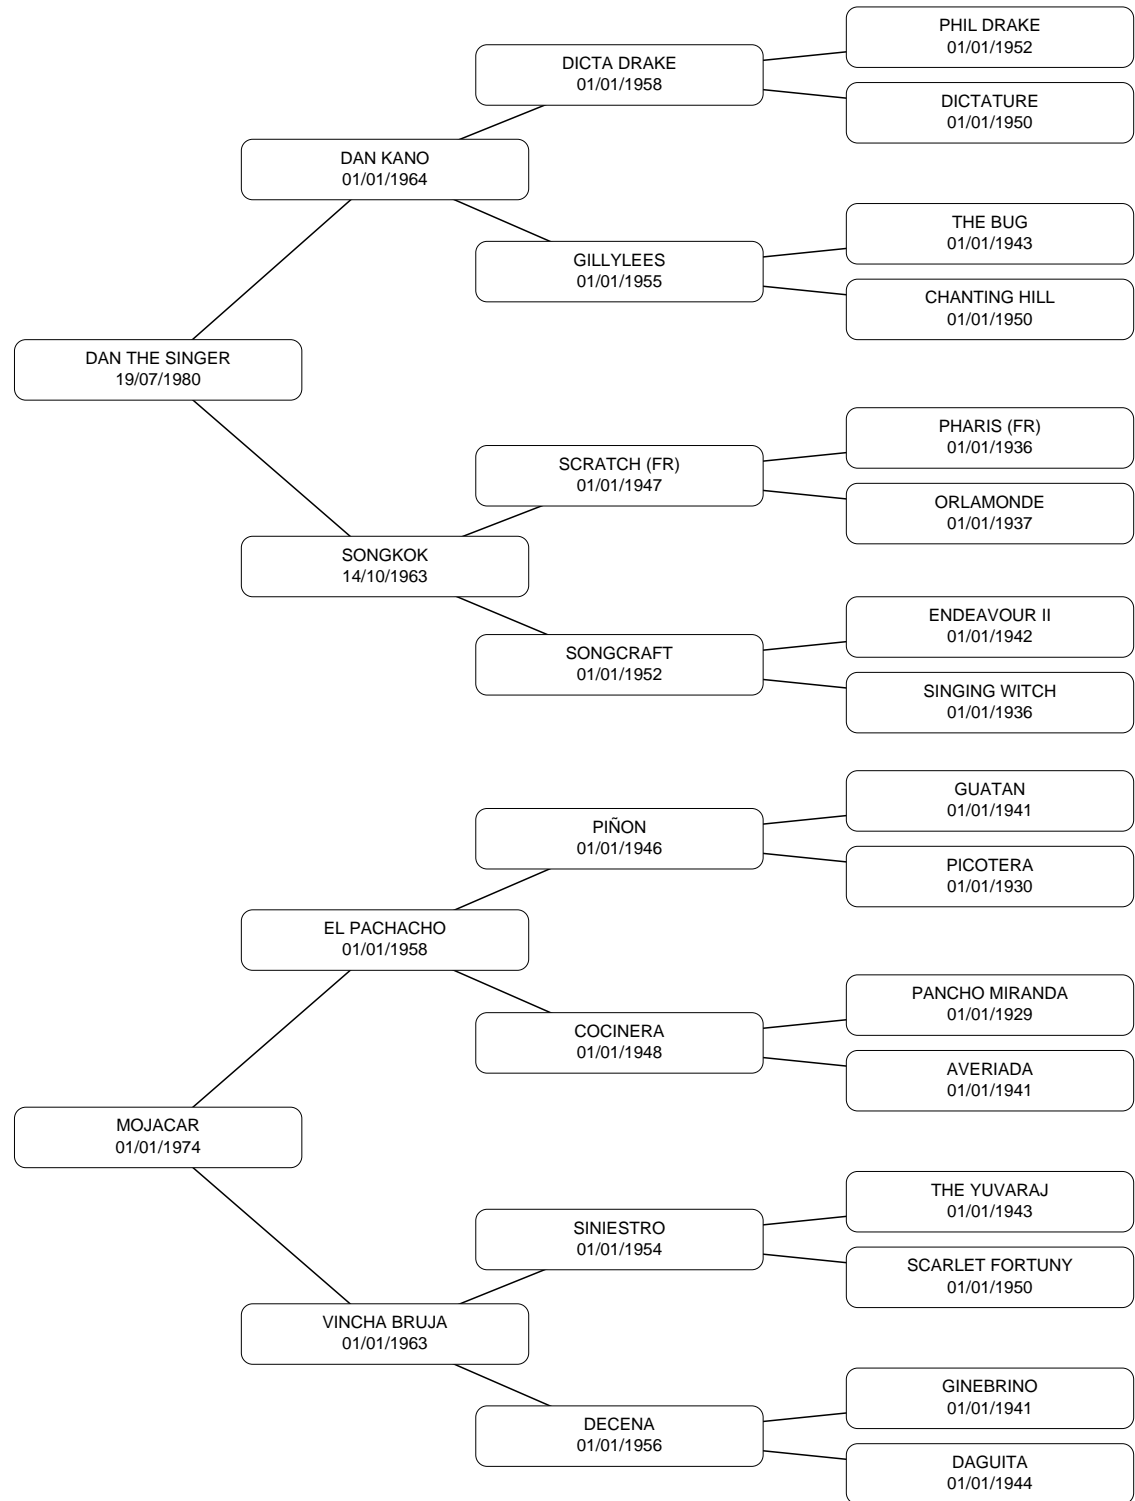 PHIL DRAKE
01/01/1952
DICTA DRAKE
01/01/1958
DICTATURE
01/01/1950
DAN KANO
01/01/1964
THE BUG
01/01/1943
GILLYLEES
01/01/1955
CHANTING HILL
01/01/1950
DAN THE SINGER
19/07/1980
PHARIS (FR)
01/01/1936
SCRATCH (FR)
01/01/1947
ORLAMONDE
01/01/1937
SONGKOK
14/10/1963
ENDEAVOUR II
01/01/1942
SONGCRAFT
01/01/1952
SINGING WITCH
01/01/1936
GUATAN
01/01/1941
PIÑON
01/01/1946
PICOTERA
01/01/1930
EL PACHACHO
01/01/1958
PANCHO MIRANDA
01/01/1929
COCINERA
01/01/1948
AVERIADA
01/01/1941
MOJACAR
01/01/1974
THE YUVARAJ
01/01/1943
SINIESTRO
01/01/1954
SCARLET FORTUNY
01/01/1950
VINCHA BRUJA
01/01/1963
GINEBRINO
01/01/1941
DECENA
01/01/1956
DAGUITA
01/01/1944